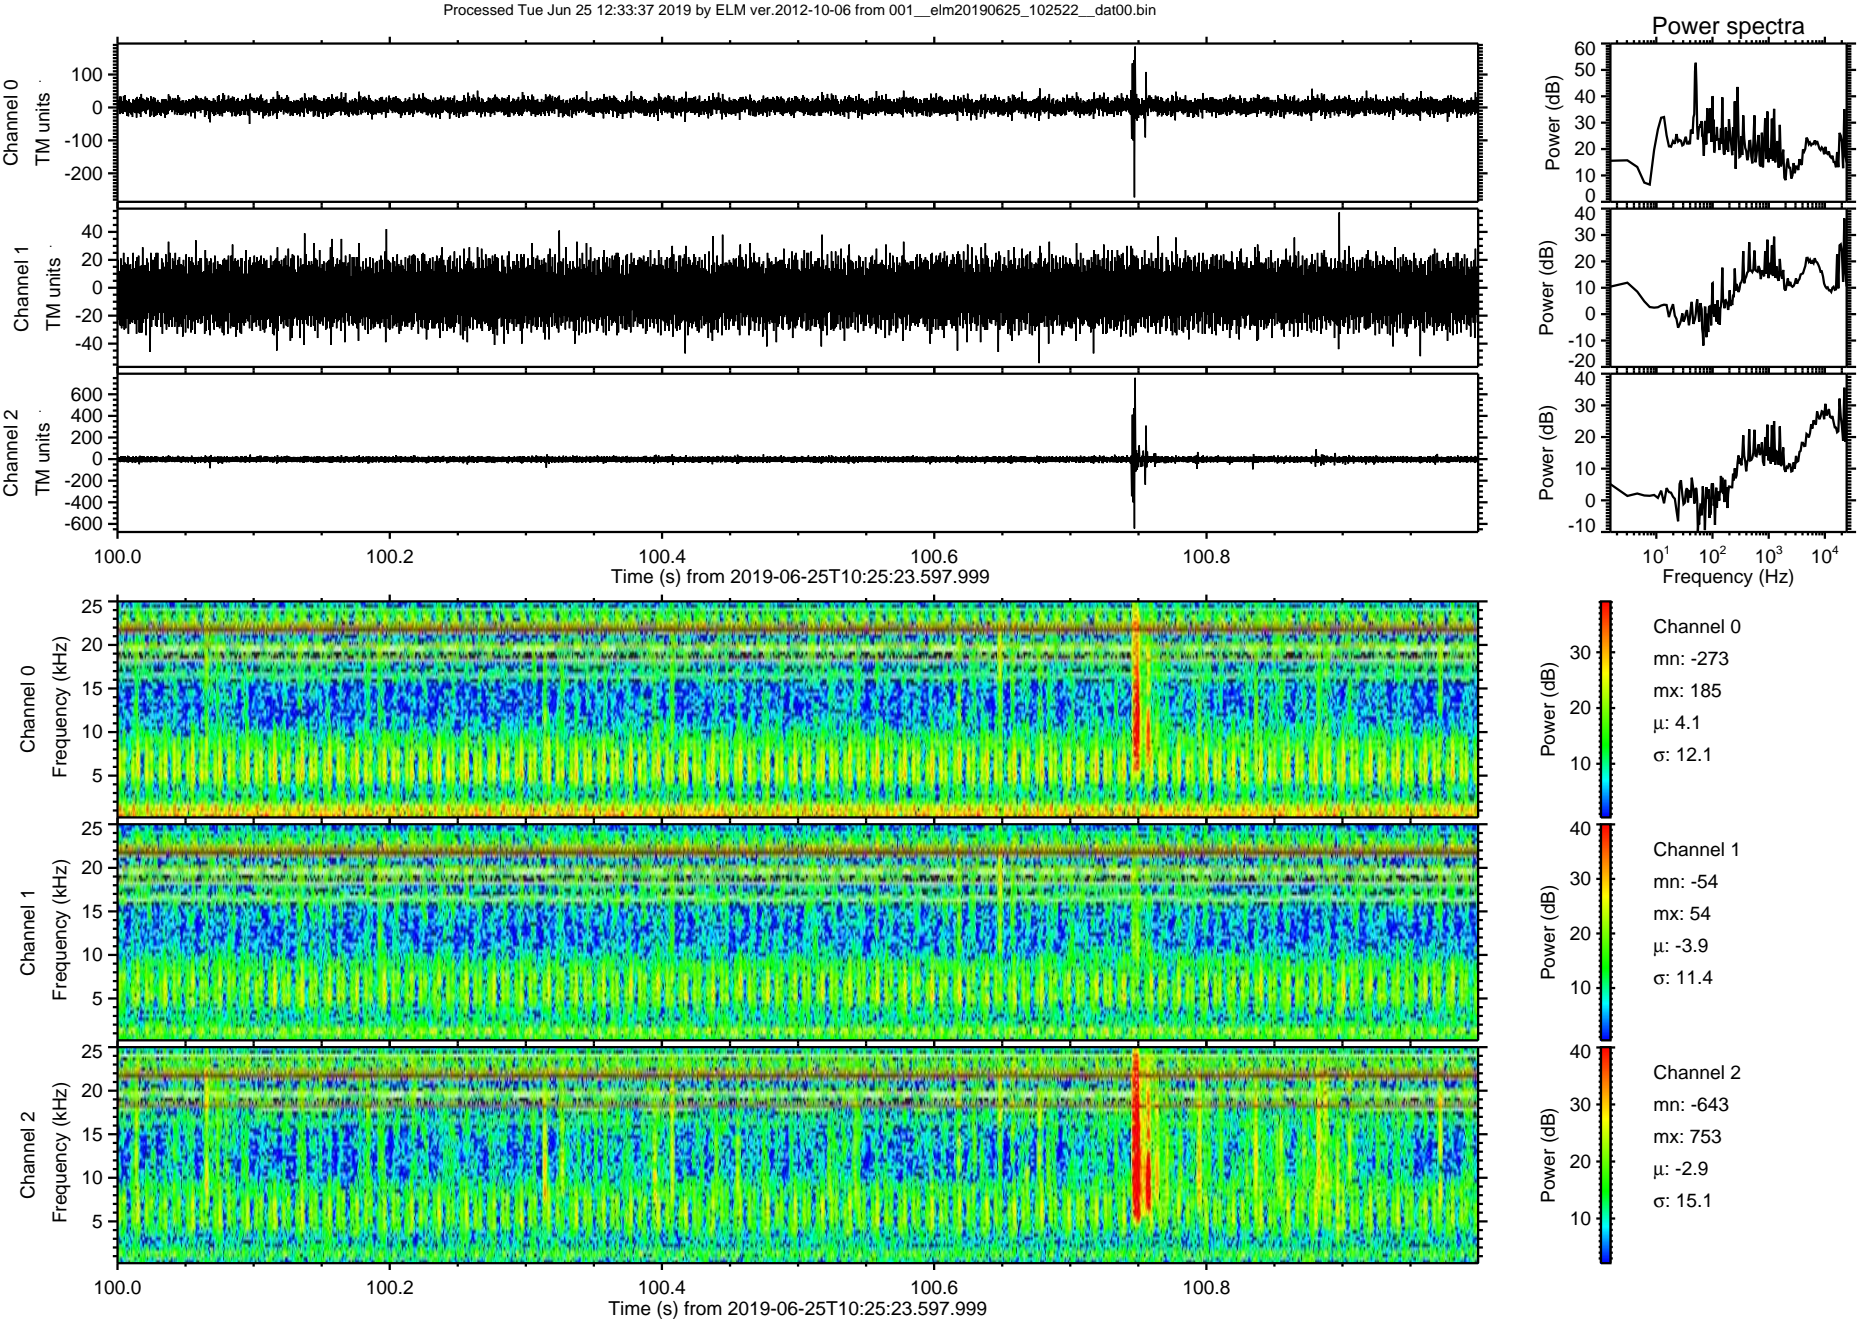 Processed Tue Jun 25 12:33:37 2019 by ELM ver.2012-10-06 from 001__elm20190625_102522__dat00.bin
Power spectra
Channel 0
TM units
100
0
-100
-200
Power (dB)
60
50
40
30
20
10
0
Channel 1
TM units
40
20
0
-20
-40
Power (dB)
40
30
20
10
0
-10
-20
Channel 2
TM units
600
400
200
0
-200
-400
-600
Power (dB)
40
30
20
10
0
-10
100.0 100.2 100.4 100.6 100.8
Time (s) from 2019-06-25T10:25:23.597.999
10^1 10^2 10^3 10^4
Frequency (Hz)
Channel 0
Frequency (kHz)
25
20
15
10
5
Power (dB)
30
20
10
Channel 0
mn: -273
mx: 185
μ: 4.1
σ: 12.1
Channel 1
Frequency (kHz)
25
20
15
10
5
Power (dB)
40
30
20
10
Channel 1
mn: -54
mx: 54
μ: -3.9
σ: 11.4
Channel 2
Frequency (kHz)
25
20
15
10
5
Power (dB)
40
30
20
10
Channel 2
mn: -643
mx: 753
μ: -2.9
σ: 15.1
100.0 100.2 100.4 100.6 100.8
Time (s) from 2019-06-25T10:25:23.597.999